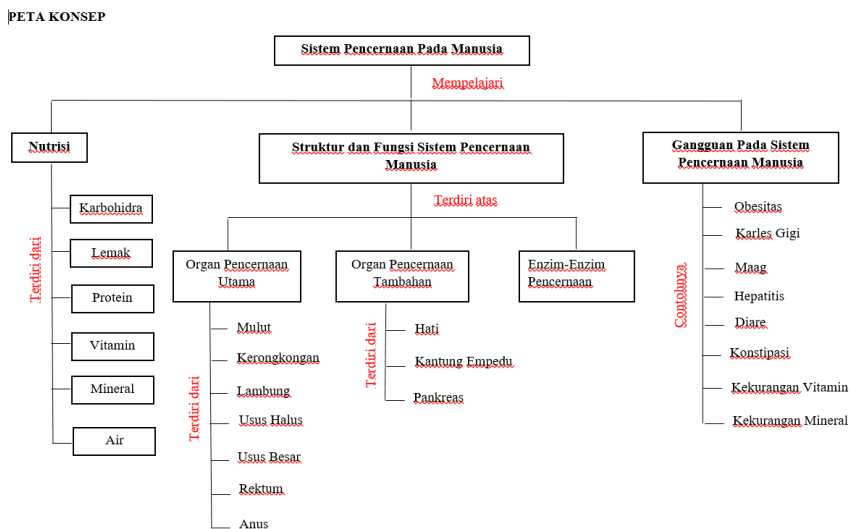 PETA KONSEP
Sistem Pencernaan Pada Manusia
Mempelajari
Nutrisi
Struktur dan Fungsi Sistem Pencernaan
Manusia
Gangguan Pada Sistem
Pencernaan Manusia
Terdiri dari
Karbohidra
Lemak
Protein
Vitamin
Mineral
Air
Terdiri atas
Organ Pencernaan
Utama
Organ Pencernaan
Tambahan
Enzim-Enzim
Pencernaan
Terdiri dari
Mulut
Kerongkongan
Lambung
Usus Halus
Usus Besar
Rektum
Anus
Terdiri dari
Hati
Kantung Empedu
Pankreas
Contohnya
Obesitas
Karles Gigi
Maag
Hepatitis
Diare
Konstipasi
Kekurangan Vitamin
Kekurangan Mineral